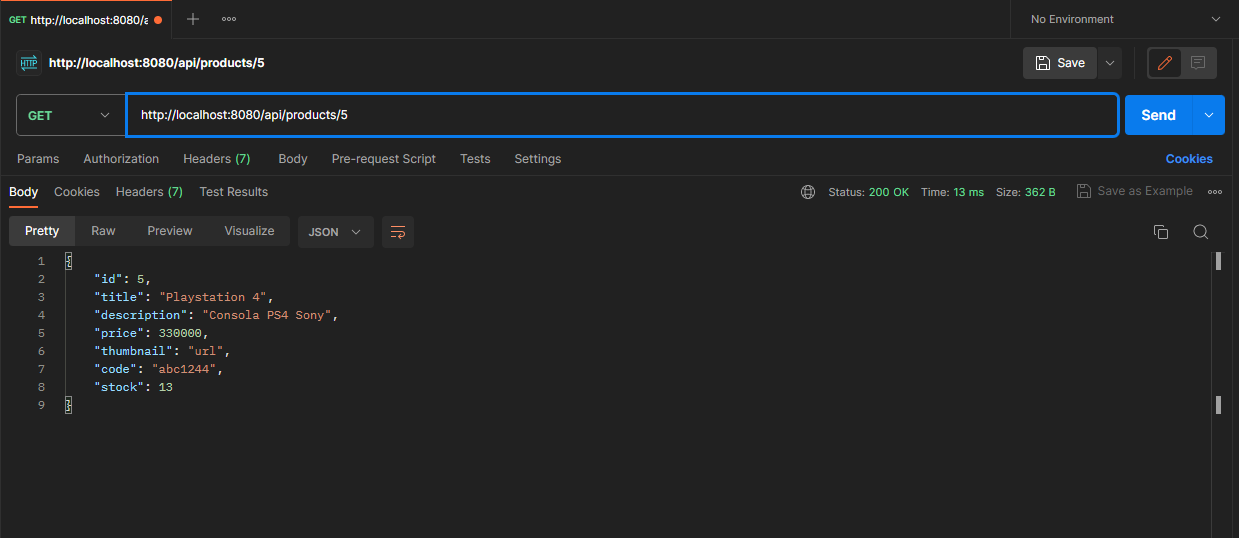 GET http://localhost:8080/a
No Environment
HTTP http://localhost:8080/api/products/5
Save
GET http://localhost:8080/api/products/5 Send
Params Authorization Headers (7) Body Pre-request Script Tests Settings Cookies
Body Cookies Headers (7) Test Results Status: 200 OK Time: 13 ms Size: 362 B Save as Example
Pretty Raw Preview Visualize JSON
1 {
2 "id": 5,
3 "title": "Playstation 4",
4 "description": "Consola PS4 Sony",
5 "price": 330000,
6 "thumbnail": "url",
7 "code": "abc1244",
8 "stock": 13
9 }